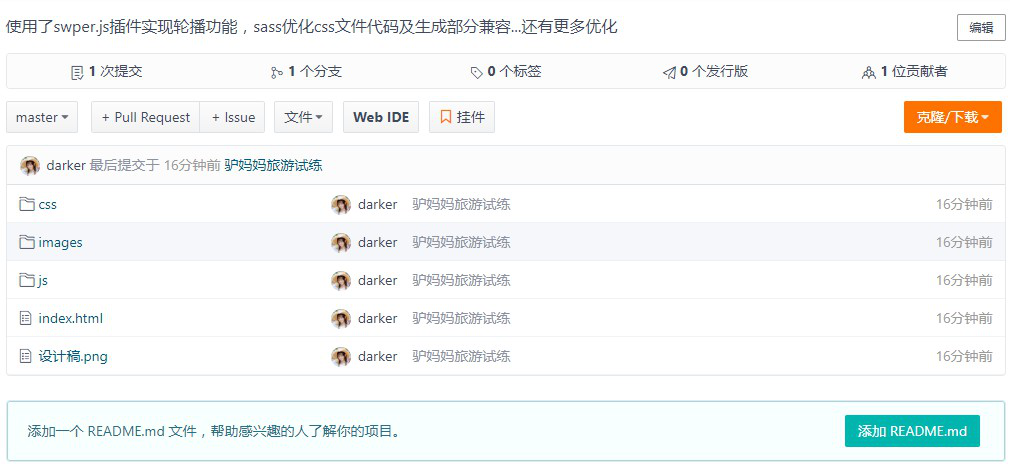 使用了swper.js插件实现轮播功能，sass优化css文件代码及生成部分兼容...还有更多优化 编辑
1 次提交 1 个分支 0 个标签 0 个发行版 1 位贡献者
master + Pull Request + Issue 文件 Web IDE 挂件 克隆/下载
darker 最后提交于 16分钟前 驴妈妈旅游试练
css darker 驴妈妈旅游试练 16分钟前
images darker 驴妈妈旅游试练 16分钟前
js darker 驴妈妈旅游试练 16分钟前
index.html darker 驴妈妈旅游试练 16分钟前
设计稿.png darker 驴妈妈旅游试练 16分钟前
添加一个 README.md 文件，帮助感兴趣的人了解你的项目。 添加 README.md